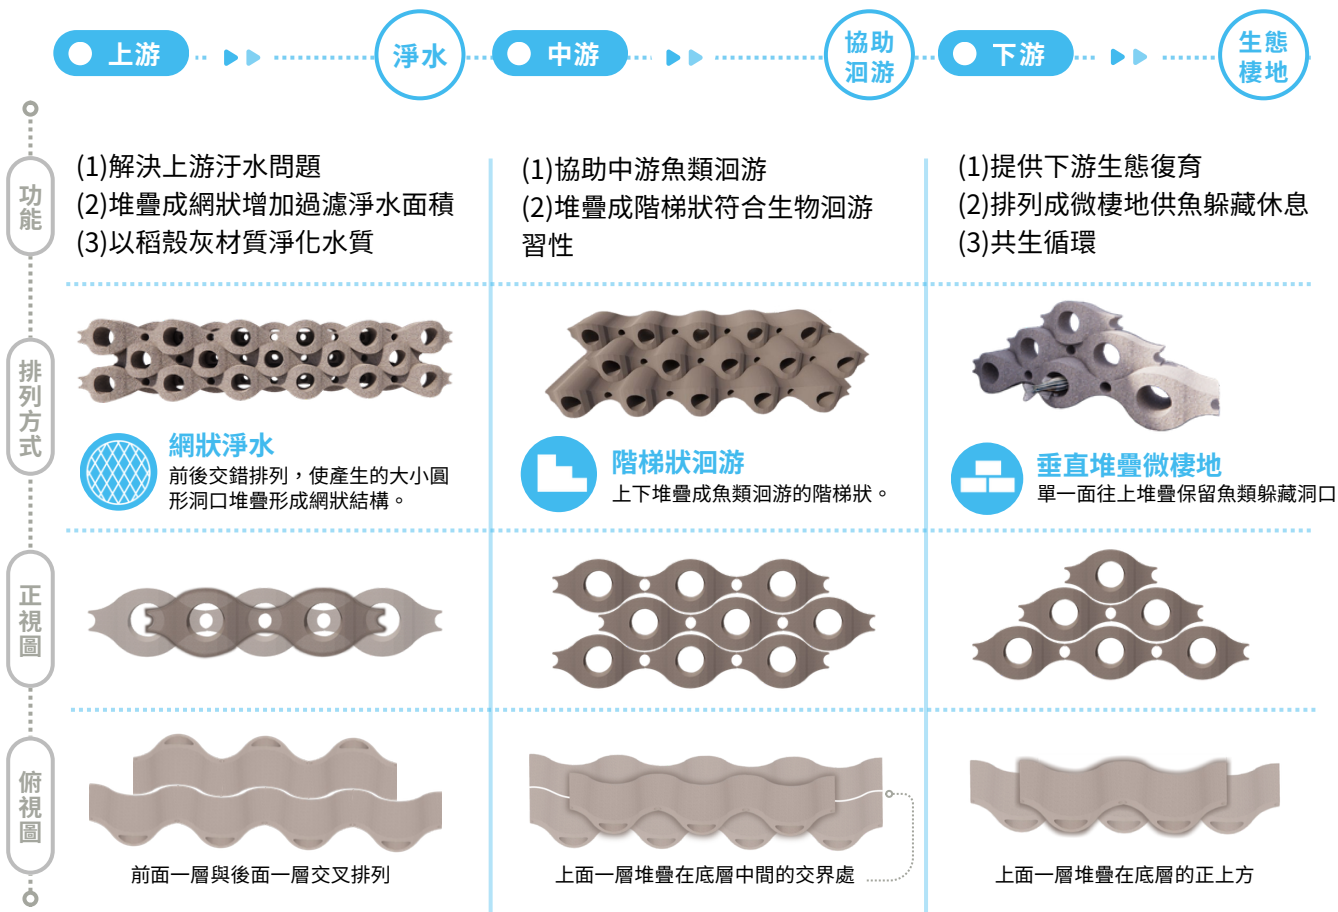 上游
淨水
中游
協助
洄游
下游
生態
棲地
功能
(1)解決上游汙水問題
(2)堆疊成網狀增加過濾淨水面積
(3)以稻殼灰材質淨化水質
(1)協助中游魚類洄游
(2)堆疊成階梯狀符合生物洄游
習性
(1)提供下游生態復育
(2)排列成微棲地供魚躲藏休息
(3)共生循環
排列方式
網狀淨水
前後交錯排列，使產生的大小圓
形洞口堆疊形成網狀結構。
階梯狀洄游
上下堆疊成魚類洄游的階梯狀。
垂直堆疊微棲地
單一面往上堆疊保留魚類躲藏洞口
正視圖
俯視圖
前面一層與後面一層交叉排列
上面一層堆疊在底層中間的交界處
上面一層堆疊在底層的正上方